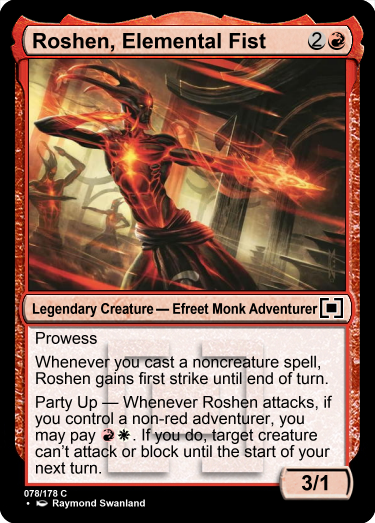 Roshen, Elemental Fist 2
Legendary Creature — Efreet Monk Adventurer
Prowess
Whenever you cast a noncreature spell,
Roshen gains first strike until end of turn.
Party Up — Whenever Roshen attacks, if
you control a non-red adventurer, you
may pay . If you do, target creature
can't attack or block until the start of your
next turn.
3/1
078/178 C
• Raymond Swanland